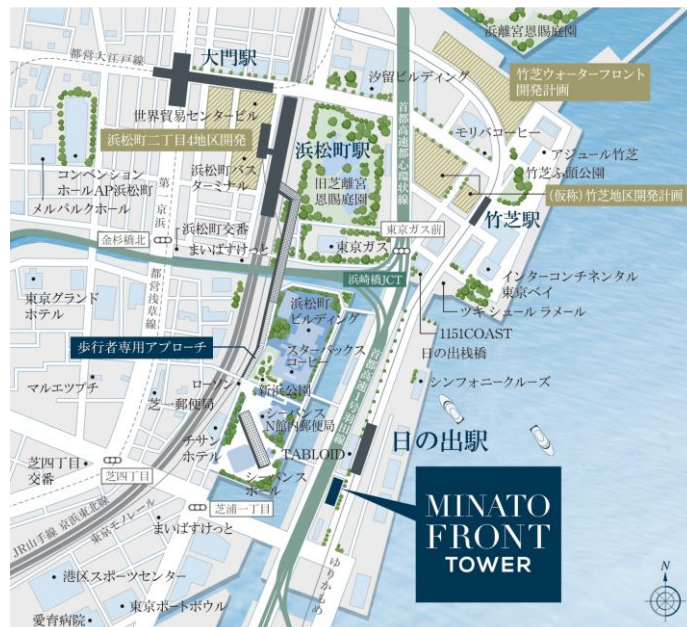 浜離宮恩賜庭園
都営大江戸線
大門駅
汐留ビルディング
竹芝ウォーターフロント
開発計画
世界貿易センタービル
浜松町二丁目4地区開発
首都高速都心環状線
モリバコーヒー
コンベンション
ホールAP浜松町
メルパルクホール
浜松町バス
ターミナル
浜松町駅
旧芝離宮
恩賜庭園
アジュール竹芝
竹芝ふ頭公園
(仮称)竹芝地区開発計画
竹芝駅
第一京浜
浜松町交番
金杉橋北
まいばすけっと
東京ガス前
東京ガス
浜崎橋JCT
インターコンチネンタル
東京ベイ
ツキ シュール ラメール
東京グランド
ホテル
都営浅草線
浜松町
ビルディング
1151COAST
日の出桟橋
歩行者専用アプローチ
スターバックス
コーヒー
首都高速1号羽田線
シンフォニークルーズ
マルエツプチ
ローソン
新浜公園
芝一郵便局
シーバンス
N館内郵便局
チサン
ホテル
TABLOID
日の出駅
芝四丁目
交番
芝四丁目
シーバンス
ホール
芝浦一丁目
MINATO
FRONT
TOWER
JR山手線 京浜東北線
東京モノレール
まいばすけっと
ゆりかもめ
港区スポーツセンター
東京ポートボウル
愛育病院
N